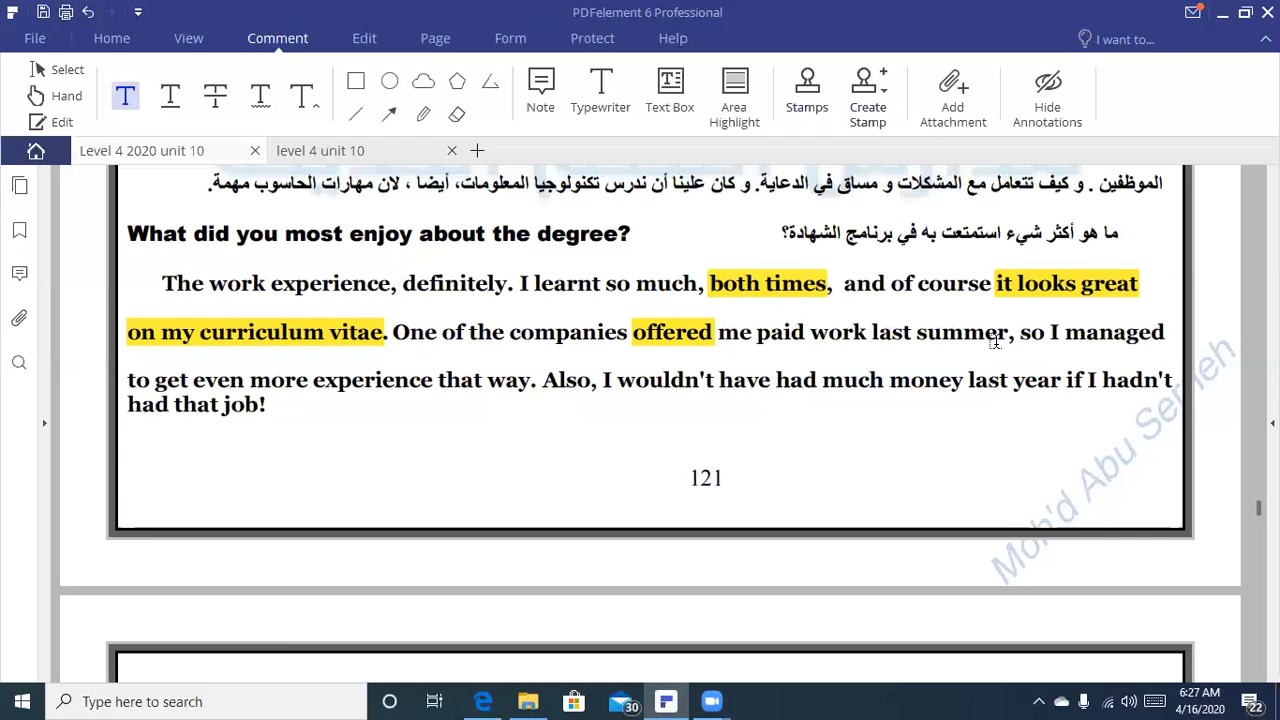 PDFelement 6 Professional
File Home View Comment Edit Page Form Protect Help I want to...
Select
Hand
Edit
Note Typewriter Text Box Area Highlight Stamps Create Stamp Add Attachment Hide Annotations
Level 4 2020 unit 10 level 4 unit 10
الموظفين . و كيف تتعامل مع المشكلات و مساق في الدعاية. و كان علينا أن ندرس تكنولوجيا المعلومات، أيضا ، لان مهارات الحاسوب مهمة.
What did you most enjoy about the degree? ما هو أكثر شيء استمتعت به في برنامج الشهادة؟
The work experience, definitely. I learnt so much, both times, and of course it looks great
on my curriculum vitae. One of the companies offered me paid work last summer, so I managed
to get even more experience that way. Also, I wouldn't have had much money last year if I hadn't
had that job!
121
Moh'd Abu Serrieh
Type here to search
30
6:27 AM
4/16/2020
22